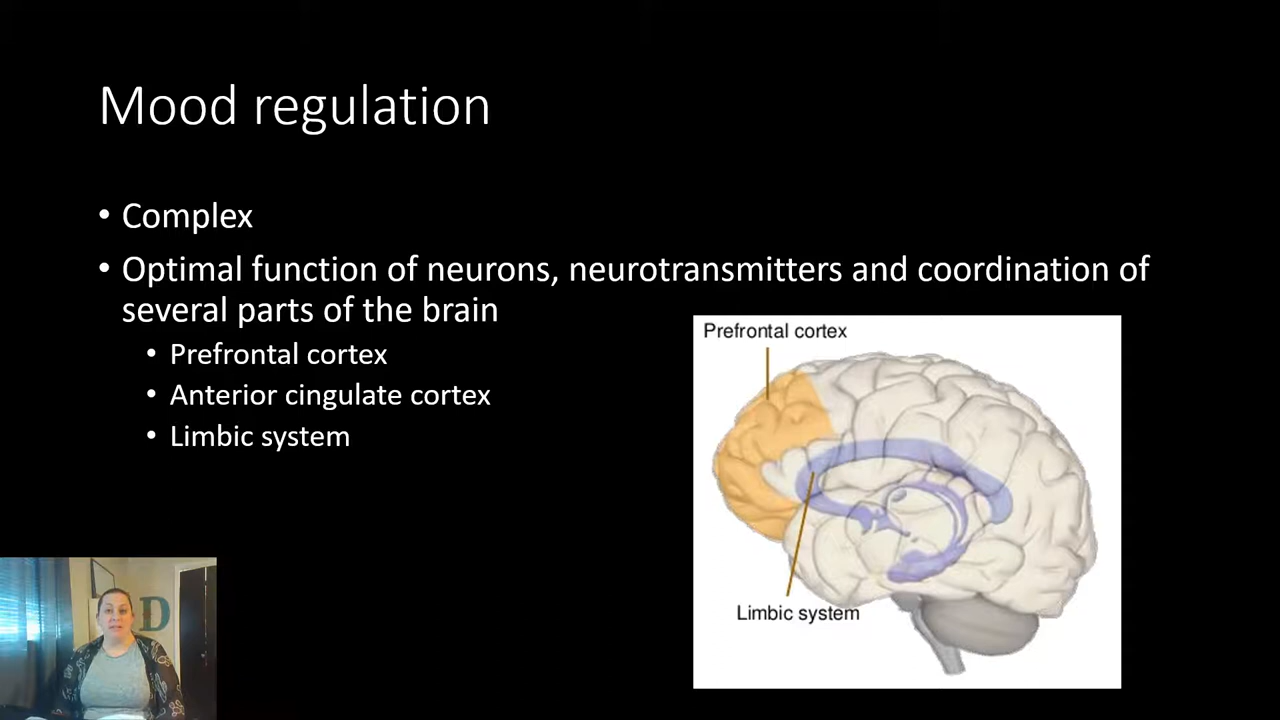 Mood regulation
• Complex
• Optimal function of neurons, neurotransmitters and coordination of
several parts of the brain
• Prefrontal cortex
• Anterior cingulate cortex
• Limbic system
Prefrontal cortex
Limbic system
D